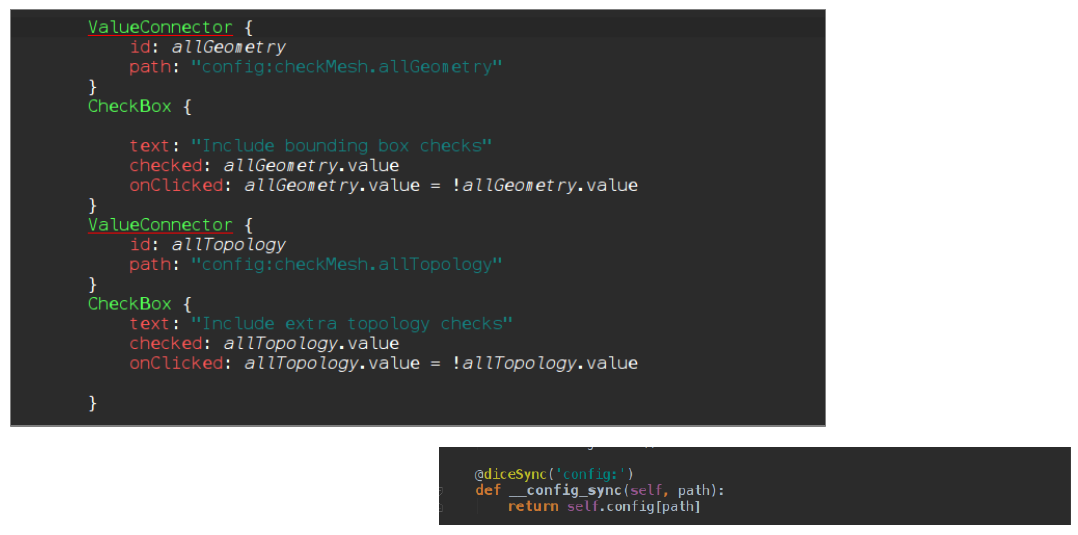 ValueConnector {
id: allGeometry
path: "config:checkMesh.allGeometry"
}
CheckBox {
text: "Include bounding box checks"
checked: allGeometry.value
onClicked: allGeometry.value = !allGeometry.value
}
ValueConnector {
id: allTopology
path: "config:checkMesh.allTopology"
}
CheckBox {
text: "Include extra topology checks"
checked: allTopology.value
onClicked: allTopology.value = !allTopology.value
}
@diceSync('config:')
def __config_sync(self, path):
return self.config[path]